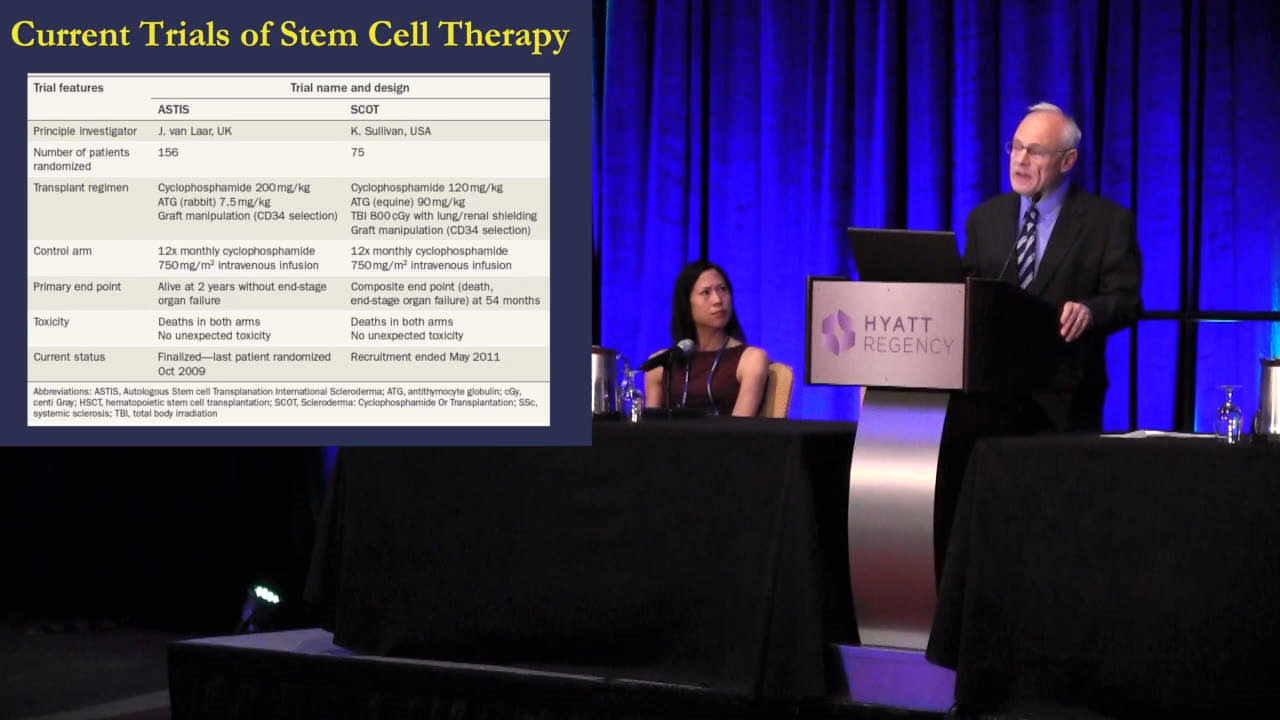 Current Trials of Stem Cell Therapy
Trial features Trial name and design
ASTIS SCOT
Principle investigator J. van Laar, UK K. Sullivan, USA
Number of patients 156 75
randomized
Transplant regimen Cyclophosphamide 200 mg/kg Cyclophosphamide 120 mg/kg
ATG (rabbit) 7.5 mg/kg ATG (equine) 90 mg/kg
Graft manipulation (CD34 selection) TBI 800 cGy with lung/renal shielding
Graft manipulation (CD34 selection)
Control arm 12x monthly cyclophosphamide 12x monthly cyclophosphamide
750 mg/m² intravenous infusion 750 mg/m² intravenous infusion
Primary end point Alive at 2 years without end-stage Composite end point (death,
organ failure end-stage organ failure) at 54 months
Toxicity Deaths in both arms Deaths in both arms
No unexpected toxicity No unexpected toxicity
Current status Finalized—last patient randomized Recruitment ended May 2011
Oct 2009
Abbreviations: ASTIS, Autologous Stem cell Transplanation International Scleroderma; ATG, antithymocyte globulin; cGy,
centi Gray; HSCT, hematopoietic stem cell transplantation; SCOT, Scleroderma: Cyclophosphamide Or Transplantation; SSc,
systemic sclerosis; TBI, total body irradiation
HYATT
REGENCY